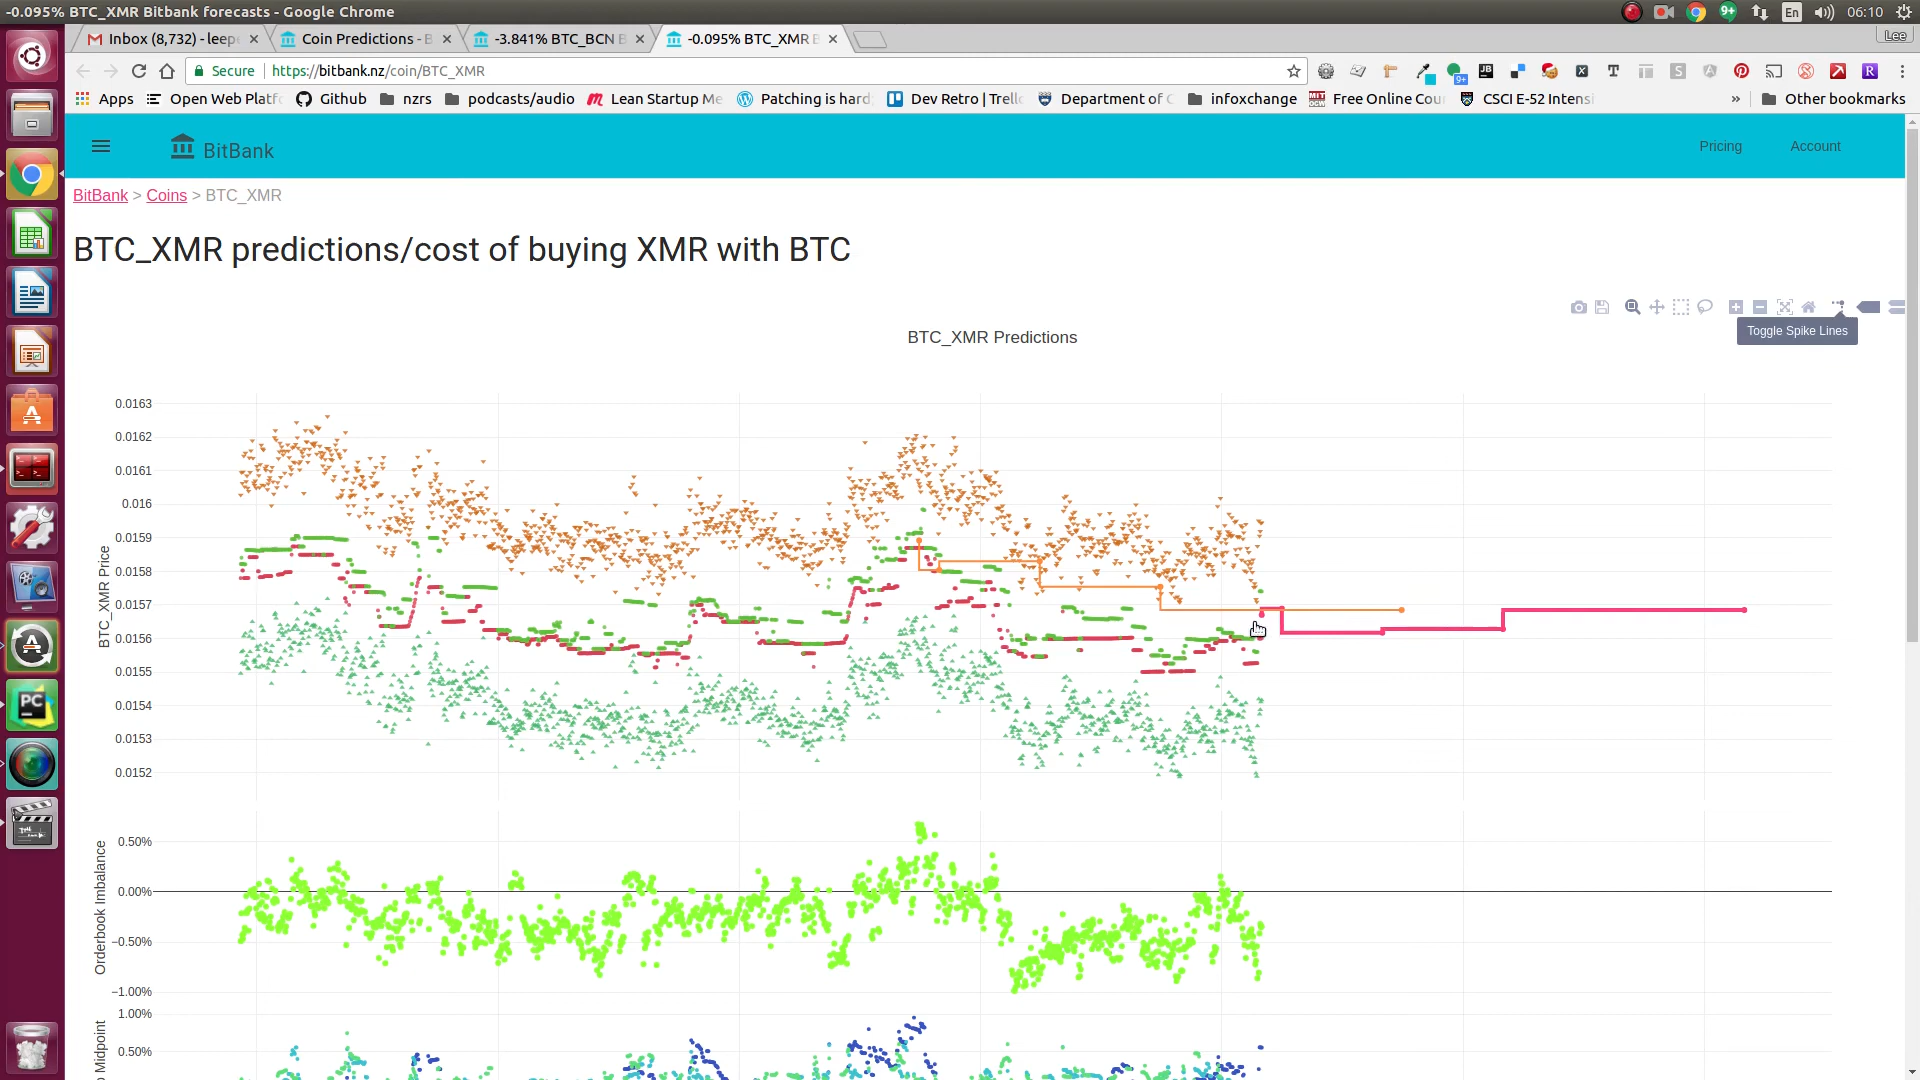 -0.095% BTC_XMR Bitbank forecasts - Google Chrome
9+
En
06:10
Inbox (8,732) - leep
Coin Predictions - B
-3.841% BTC_BCN B
-0.095% BTC_XMR B
Lee
Secure
https://bitbank.nz/coin/BTC_XMR
Apps
Open Web Platf
Github
nzrs
podcasts/audio
Lean Startup Me
Patching is hard
Dev Retro | Trell
Department of
infoxchange
Free Online Cou
CSCI E-52 Intensi
»
Other bookmarks
BitBank
Pricing
Account
BitBank > Coins > BTC_XMR
BTC_XMR predictions/cost of buying XMR with BTC
Toggle Spike Lines
BTC_XMR Predictions
BTC_XMR Price
0.0163
0.0162
0.0161
0.016
0.0159
0.0158
0.0157
0.0156
0.0155
0.0154
0.0153
0.0152
Orderbook Imbalance
0.50%
0.00%
−0.50%
−1.00%
Midpoint
1.00%
0.50%